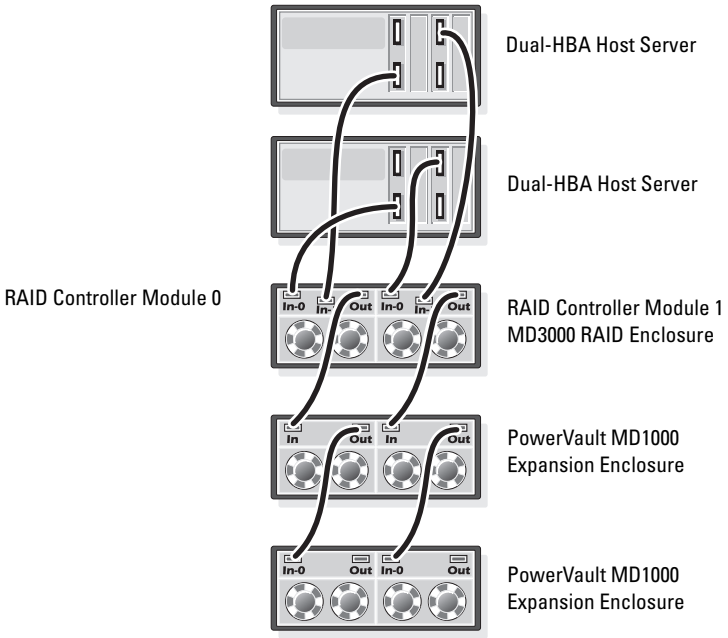 Dual-HBA Host Server
Dual-HBA Host Server
RAID Controller Module 0
In-0 In- Out In-0 In- Out
RAID Controller Module 1
MD3000 RAID Enclosure
In Out In Out
PowerVault MD1000
Expansion Enclosure
In-0 Out In-0 Out
PowerVault MD1000
Expansion Enclosure